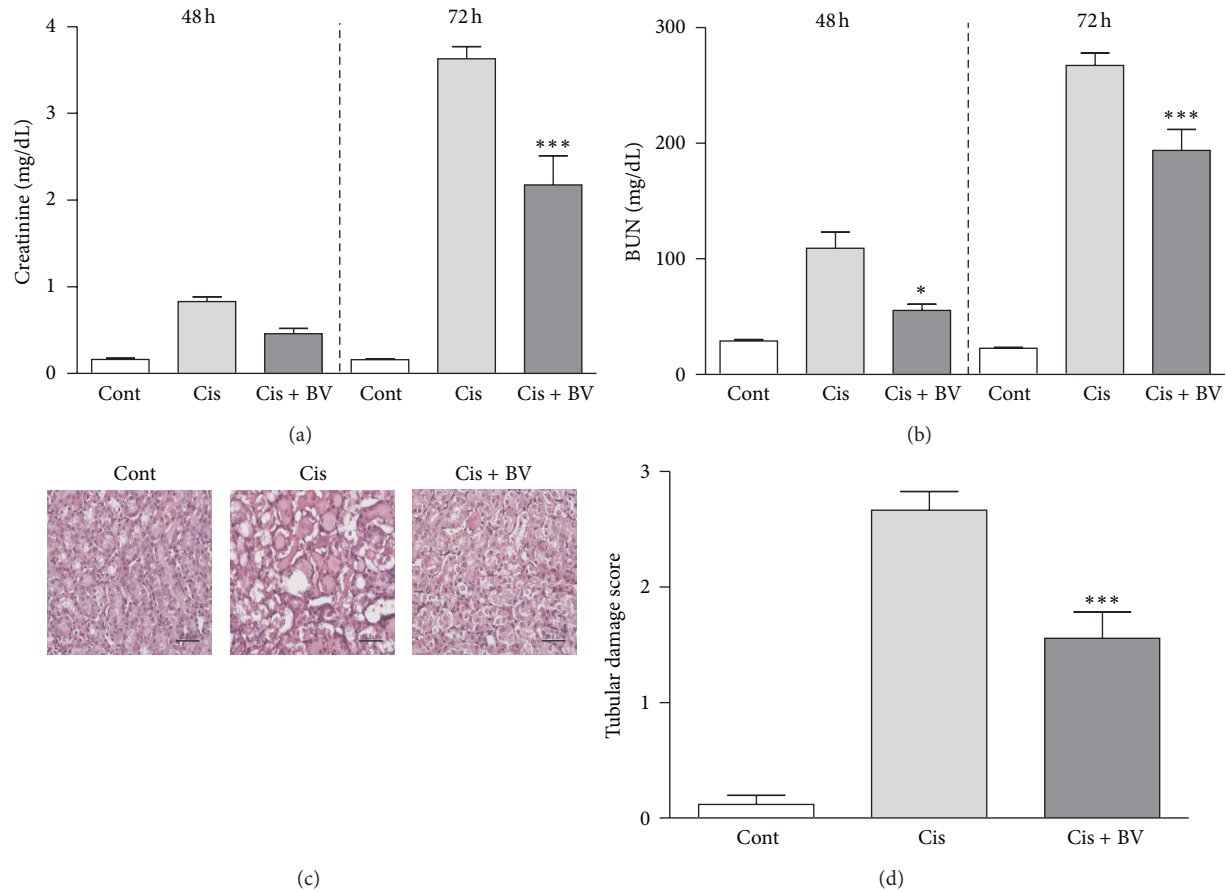 48 h
72 h
4
3
2
1
0
Creatinine (mg/dL)
***
Cont
Cis
Cis + BV
Cont
Cis
Cis + BV
(a)
48 h
72 h
300
200
100
0
BUN (mg/dL)
*
***
Cont
Cis
Cis + BV
Cont
Cis
Cis + BV
(b)
Cont
Cis
Cis + BV
(c)
3
2
1
0
Tubular damage score
***
Cont
Cis
Cis + BV
(d)